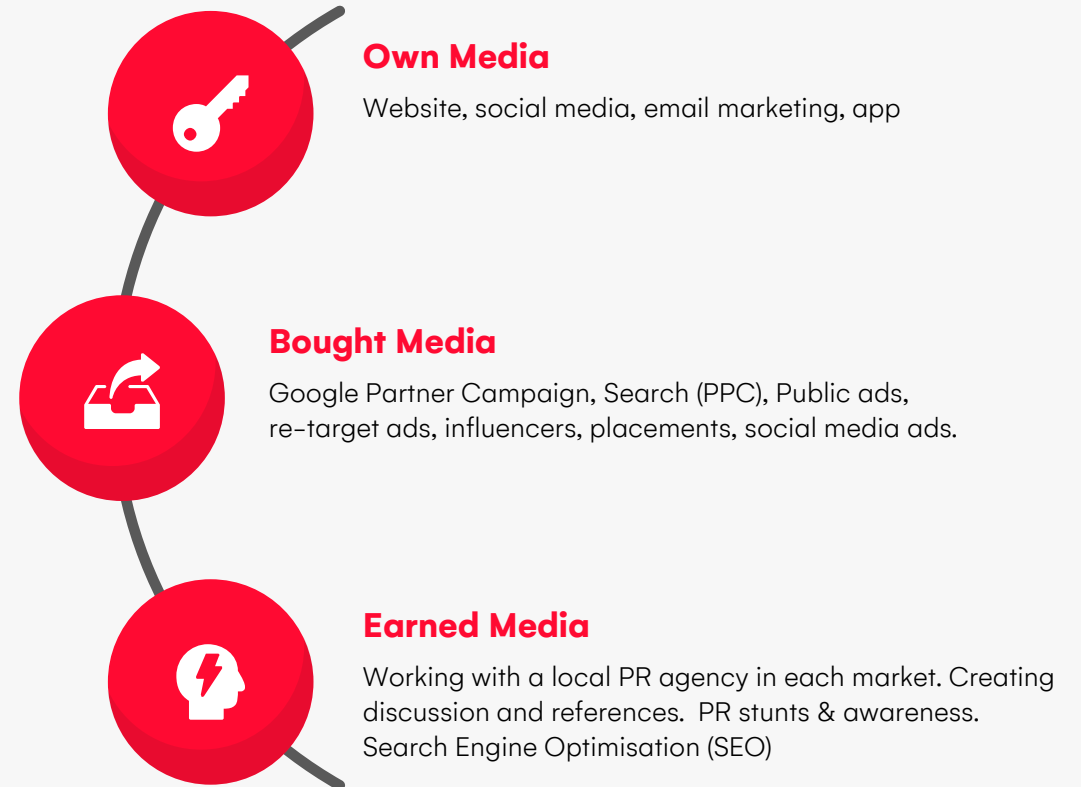 Own Media
Website, social media, email marketing, app
Bought Media
Google Partner Campaign, Search (PPC), Public ads,
re-target ads, influencers, placements, social media ads.
Earned Media
Working with a local PR agency in each market. Creating
discussion and references.  PR stunts & awareness.
Search Engine Optimisation (SEO)